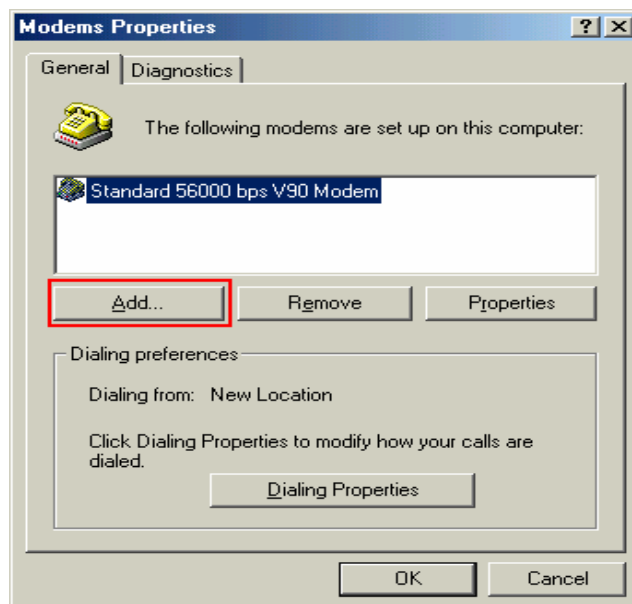 Modems Properties
General
Diagnostics
The following modems are set up on this computer:
Standard 56000 bps V90 Modem
Add...
Remove
Properties
Dialing preferences
Dialing from: New Location
Click Dialing Properties to modify how your calls are
dialed.
Dialing Properties
OK
Cancel